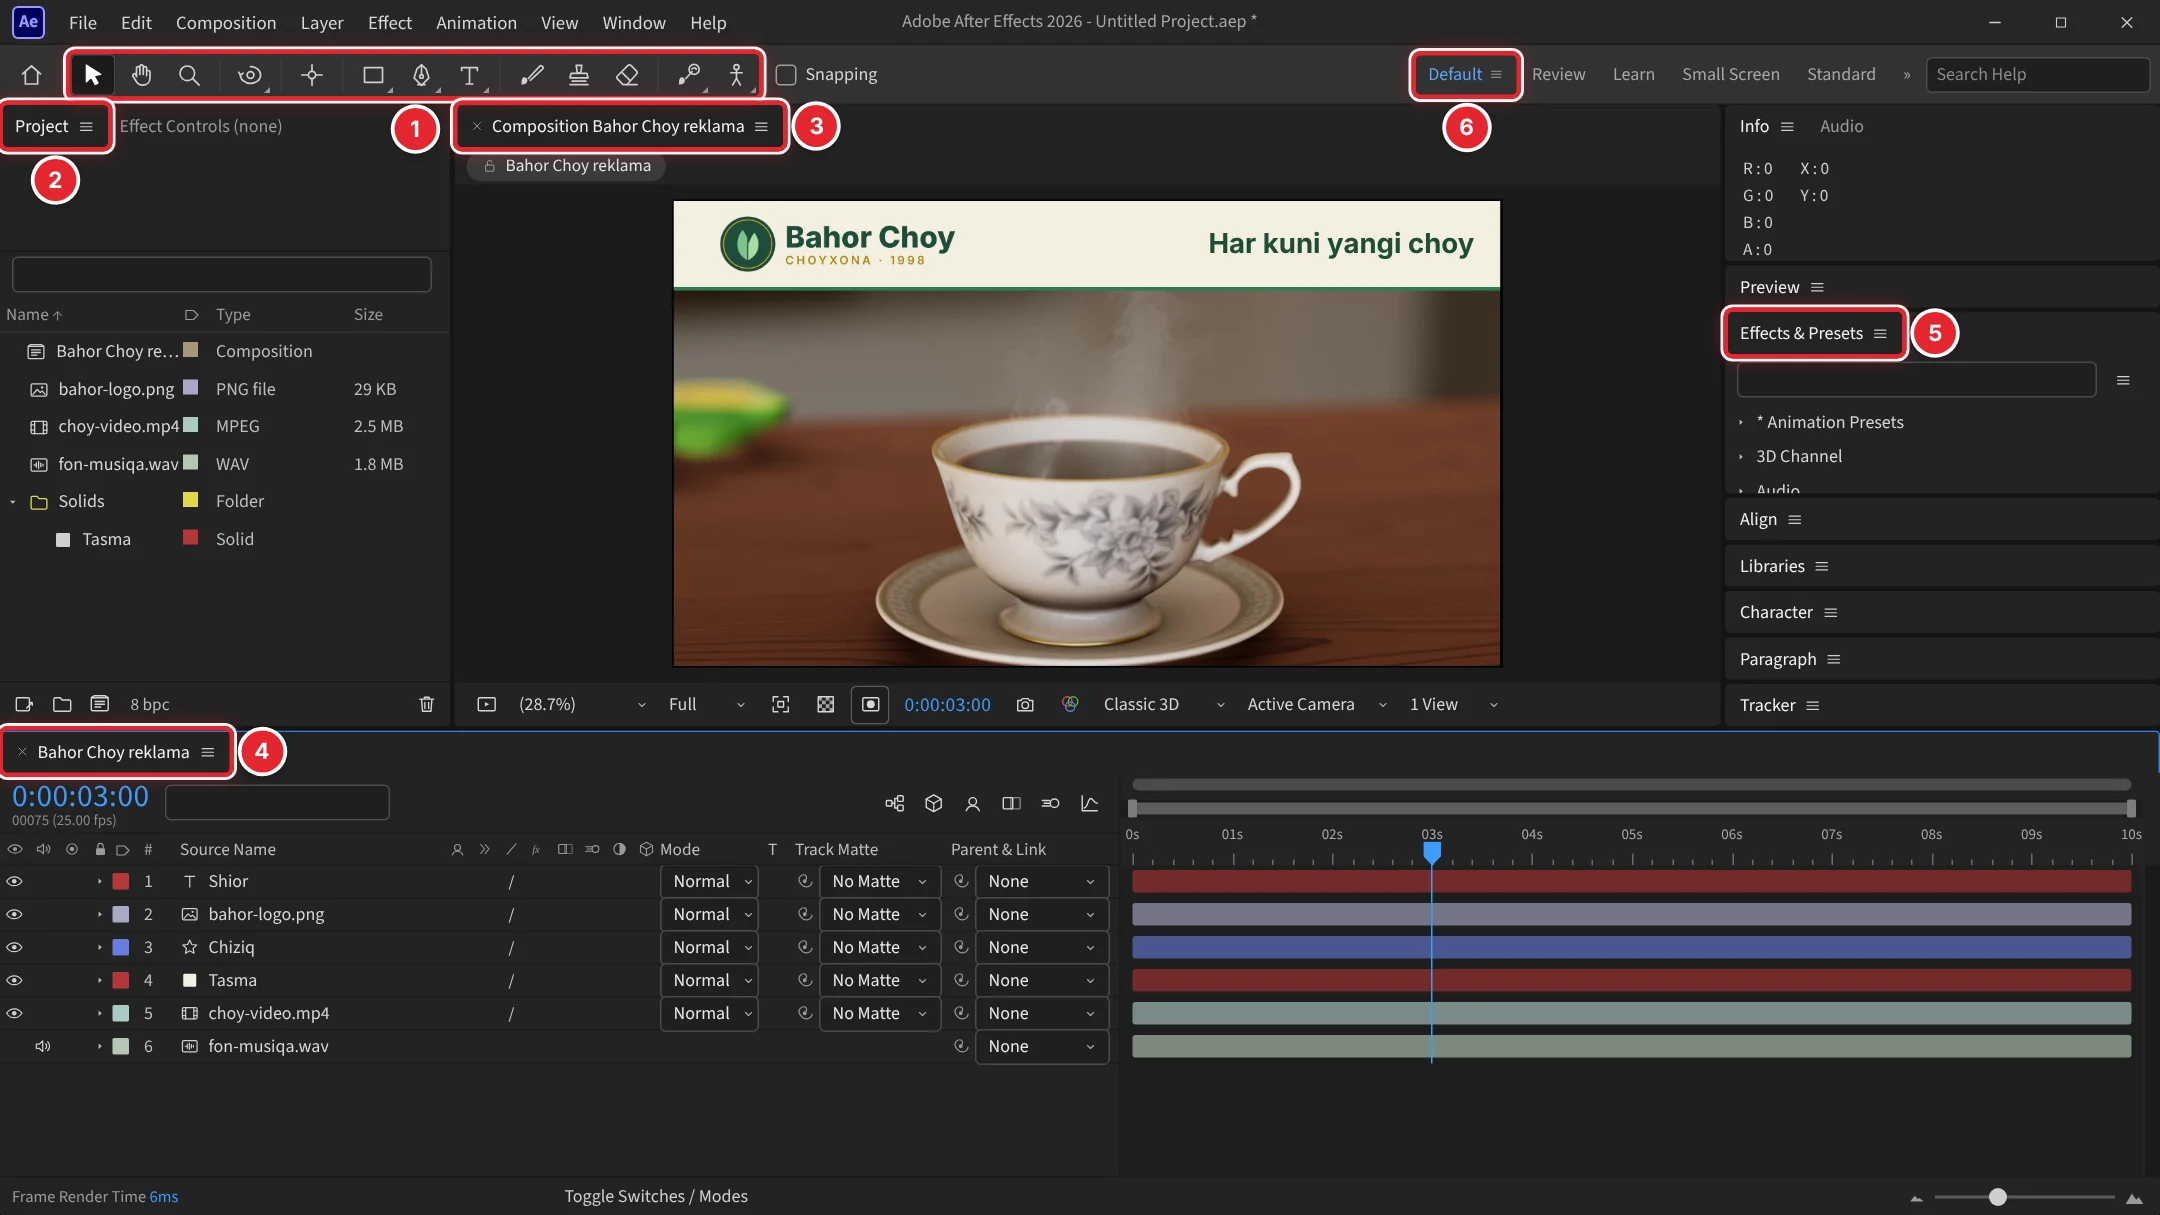 Ae File Edit Composition Layer Effect Animation View Window Help Adobe After Effects 2026 - Untitled Project.aep *
Snapping Default Review Learn Small Screen Standard » Search Help
1
2
3
4
5
6
Project Effect Controls (none)
Name Type Size
Bahor Choy re... Composition
bahor-logo.png PNG file 29 KB
choy-video.mp4 MPEG 2.5 MB
fon-musiqa.wav WAV 1.8 MB
Solids Folder
Tasma Solid
8 bpc
Composition Bahor Choy reklama
Bahor Choy reklama
Bahor Choy
CHOYXONA · 1998
Har kuni yangi choy
(28.7%) Full 0:00:03:00 Classic 3D Active Camera 1 View
Info Audio
R : 0 X : 0
G : 0 Y : 0
B : 0
A : 0
Preview
Effects & Presets
* Animation Presets
3D Channel
Audio
Align
Libraries
Character
Paragraph
Tracker
Bahor Choy reklama
0:00:03:00
00075 (25.00 fps)
0s 01s 02s 03s 04s 05s 06s 07s 08s 09s 10s
# Source Name fx Mode T Track Matte Parent & Link
1 T Shior / Normal No Matte None
2 bahor-logo.png / Normal No Matte None
3 Chiziq / Normal No Matte None
4 Tasma / Normal No Matte None
5 choy-video.mp4 / Normal No Matte None
6 fon-musiqa.wav None
Frame Render Time 6ms Toggle Switches / Modes